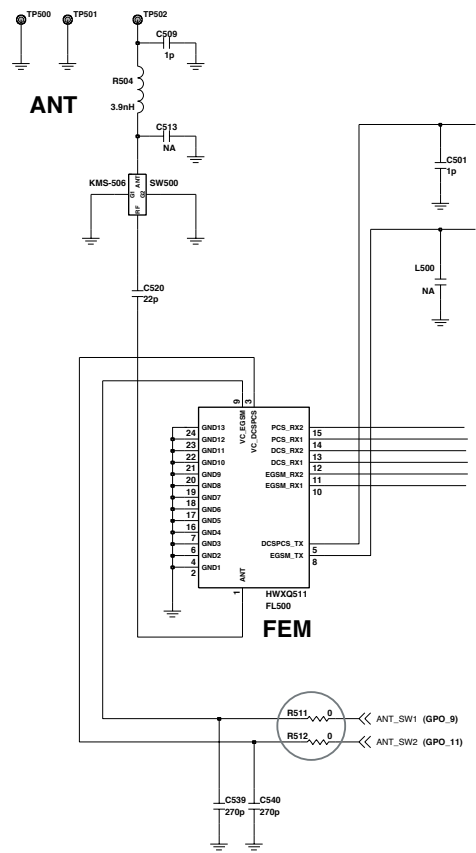 TP500
TP501
TP502
C509
1p
R504
ANT
3.9nH
C513
NA
C501
1p
KMS-506
ANT
G1
G2
RF
SW500
L500
NA
C520
22p
9
3
VC_EGSM
VC_DCSPCS
GND13
24
GND12
23
GND11
22
GND10
21
GND9
20
GND8
19
GND7
18
GND6
17
GND5
16
GND4
7
GND3
6
GND2
4
GND1
2
PCS_RX2
15
PCS_RX1
14
DCS_RX2
13
DCS_RX1
12
EGSM_RX2
11
EGSM_RX1
10
DCSPCS_TX
5
EGSM_TX
8
ANT
1
HWXQ511
FL500
FEM
R511 0
ANT_SW1 (GPO_9)
R512 0
ANT_SW2 (GPO_11)
C539
270p
C540
270p